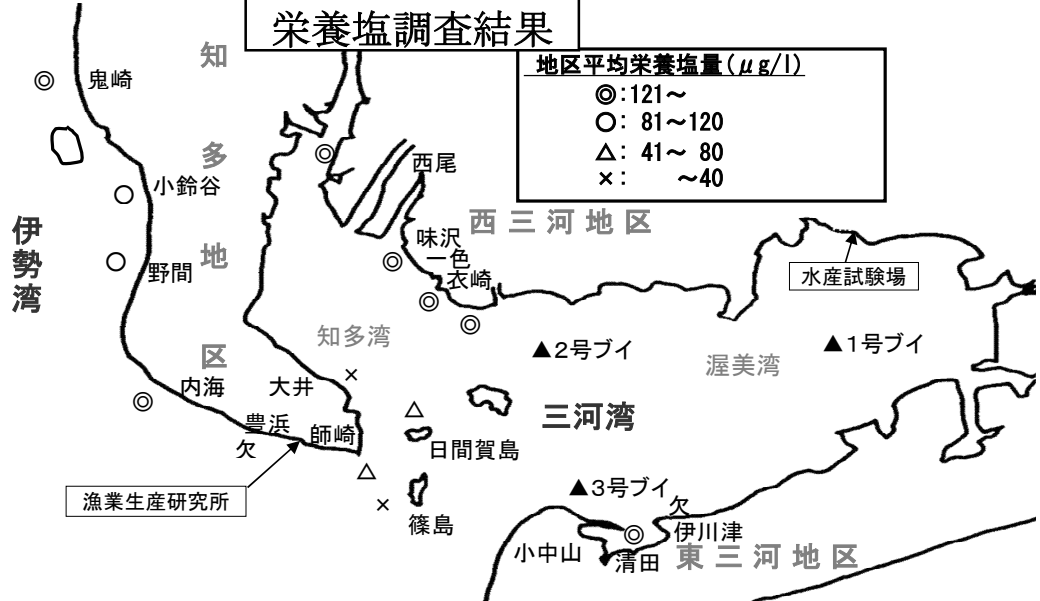 栄養塩調査結果
地区平均栄養塩量(μg/l)
◎:121～
○: 81～120
△: 41～ 80
×: ～40
知多地区
鬼崎
小鈴谷
野間
内海
豊浜
欠
大井
師崎
漁業生産研究所
伊勢湾
西尾
味沢
一色
衣崎
西三河地区
水産試験場
知多湾
▲2号ブイ
▲1号ブイ
渥美湾
三河湾
日間賀島
篠島
▲3号ブイ
欠
伊川津
小中山
清田
東三河地区